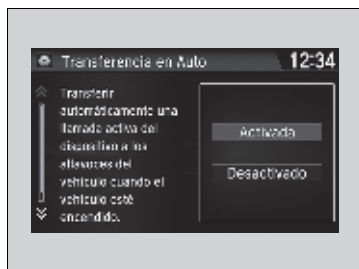 Transferencia en Auto
12:34
Transferir
automáticamente una
llamada activa del
dispositivo a los
altavoces del
vehículo cuando el
vehículo esté
encendido.
Activada
Desactivado